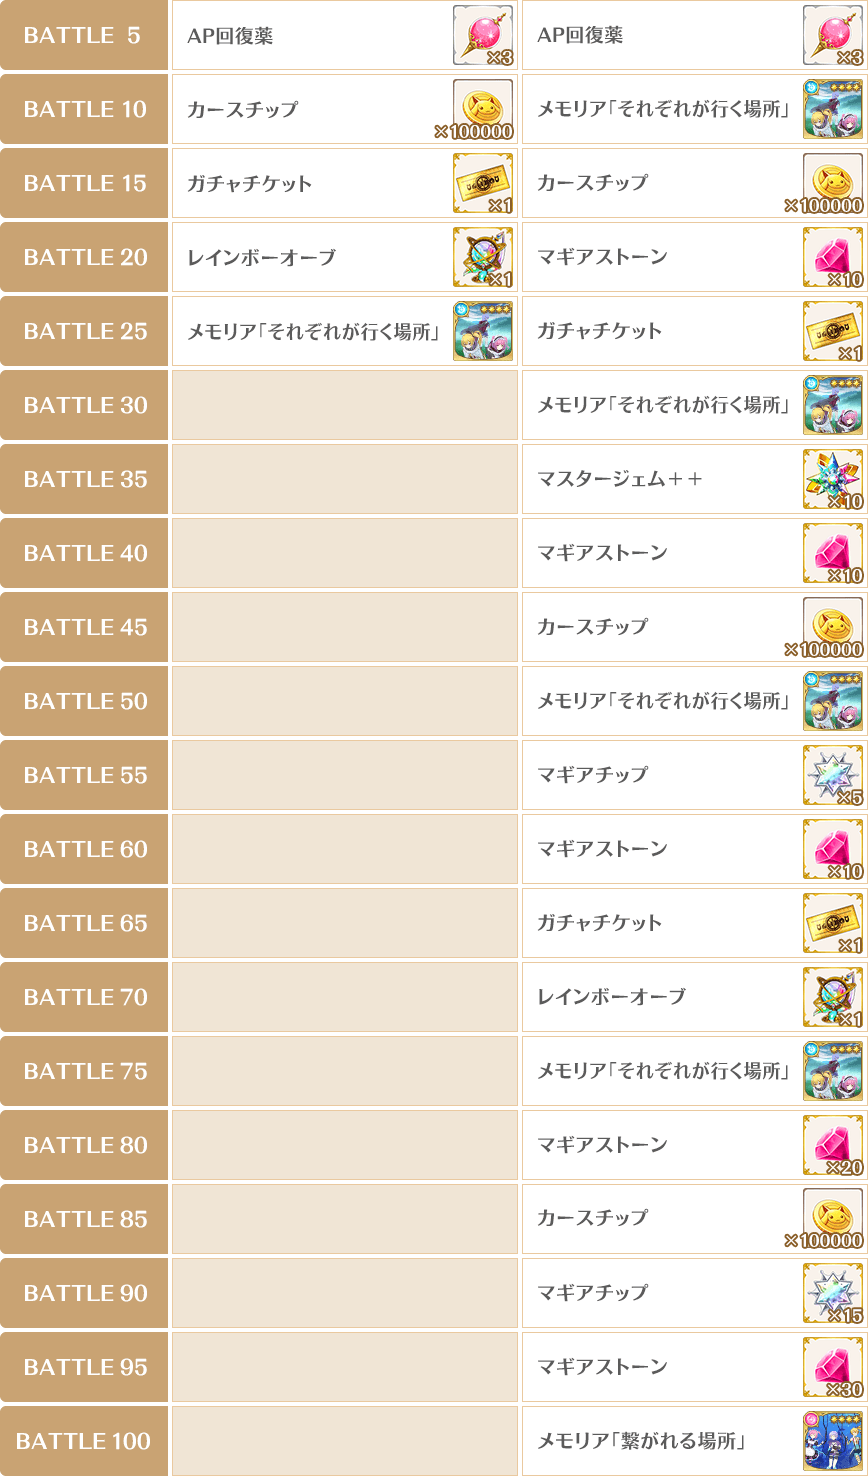 BATTLE 5
AP回復薬
×3
AP回復薬
×3
BATTLE 10
カースチップ
×100000
メモリア「それぞれが行く場所」
BATTLE 15
ガチャチケット
×1
カースチップ
×100000
BATTLE 20
レインボーオーブ
×1
マギアストーン
×10
BATTLE 25
メモリア「それぞれが行く場所」
ガチャチケット
×1
BATTLE 30
メモリア「それぞれが行く場所」
BATTLE 35
マスタージェム＋＋
×10
BATTLE 40
マギアストーン
×10
BATTLE 45
カースチップ
×100000
BATTLE 50
メモリア「それぞれが行く場所」
BATTLE 55
マギアチップ
×5
BATTLE 60
マギアストーン
×10
BATTLE 65
ガチャチケット
×1
BATTLE 70
レインボーオーブ
×1
BATTLE 75
メモリア「それぞれが行く場所」
BATTLE 80
マギアストーン
×20
BATTLE 85
カースチップ
×100000
BATTLE 90
マギアチップ
×15
BATTLE 95
マギアストーン
×30
BATTLE 100
メモリア「繋がれる場所」